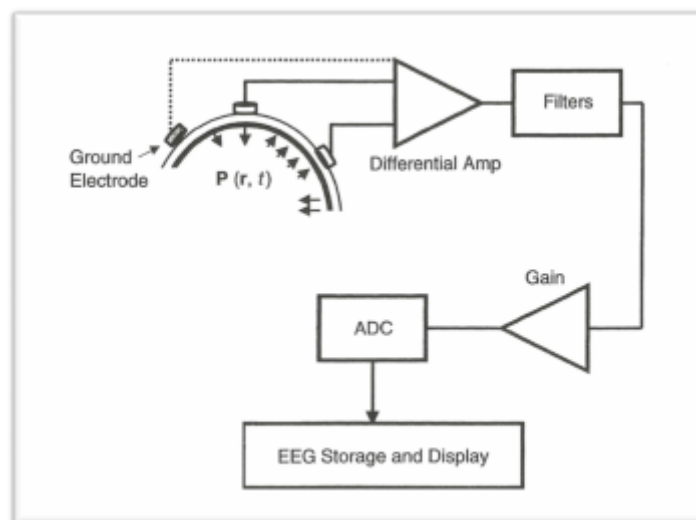 Filters
Ground
Electrode
P (r, t)
Differential Amp
Gain
ADC
EEG Storage and Display